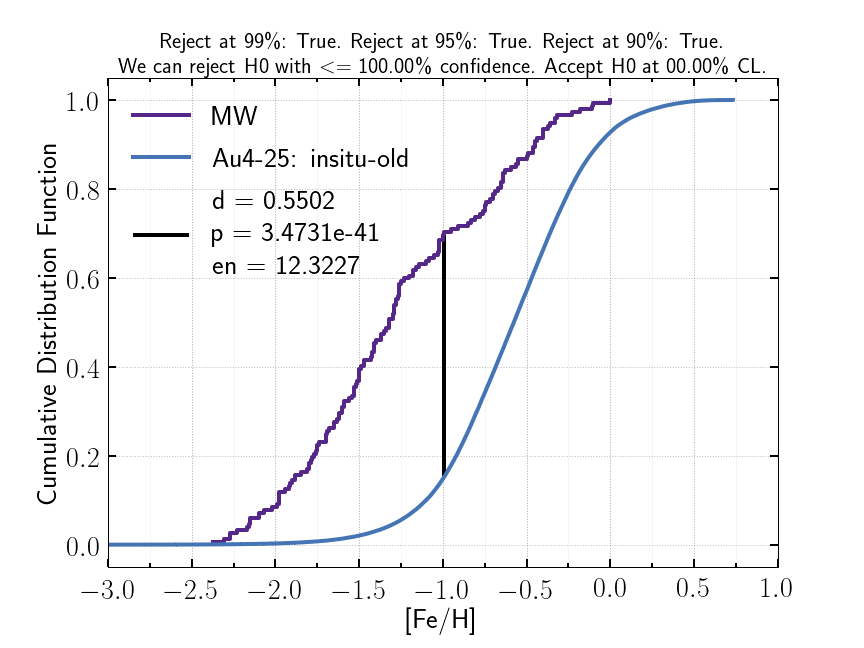 Reject at 99%: True. Reject at 95%: True. Reject at 90%: True.
We can reject H0 with <= 100.00% confidence. Accept H0 at 00.00% CL.
MW
Au4-25: insitu-old
d = 0.5502
p = 3.4731e-41
en = 12.3227
Cumulative Distribution Function
1.0
0.8
0.6
0.4
0.2
0.0
−3.0 −2.5 −2.0 −1.5 −1.0 −0.5 0.0 0.5 1.0
[Fe/H]